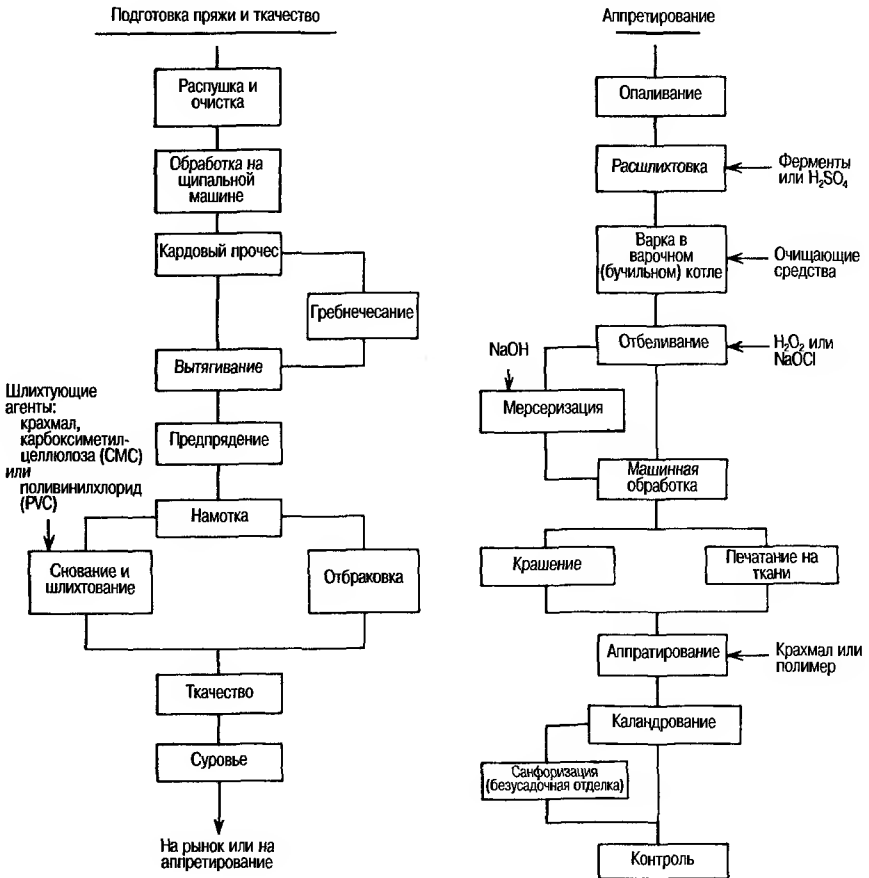 Подготовка пряжи и ткачество
Распушка и
очистка
Обработка на
щипальной
машине
Кардовый прочес
Гребнечесание
Вытягивание
Шлихтующие
агенты:
крахмал,
карбоксиметил-
целлюлоза (CMC)
или
поливинилхлорид
(PVC)
Предпрядение
Намотка
Снование и
шлихтование
Отбраковка
Ткачество
Суровье
На рынок или на
аппретирование
Аппретирование
Опаливание
Расшлихтовка
Ферменты
или H₂SO₄
Варка в
варочном
(бучильном) котле
Очищающие
средства
Отбеливание
H₂O₂ или
NaOCl
NaOH
Мерсеризация
Машинная
обработка
Крашение
Печатание на
ткани
Аппратирование
Крахмал или
полимер
Каландрование
Санфоризация
(безусадочная отделка)
Контроль